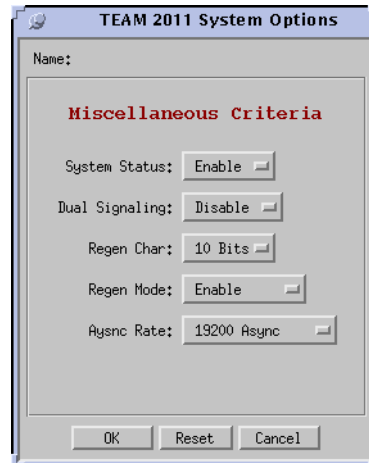 TEAM 2011 System Options
Name:
Miscellaneous Criteria
System Status: Enable
Dual Signaling: Disable
Regen Char: 10 Bits
Regen Mode: Enable
Aysnc Rate: 19200 Async
OK Reset Cancel